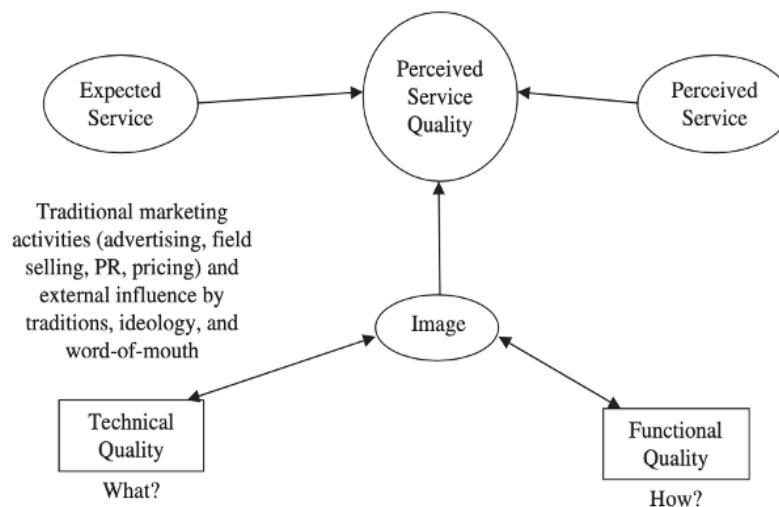 Expected
Service
Perceived
Service
Quality
Perceived
Service
Traditional marketing
activities (advertising, field
selling, PR, pricing) and
external influence by
traditions, ideology, and
word-of-mouth
Image
Technical
Quality
What?
Functional
Quality
How?